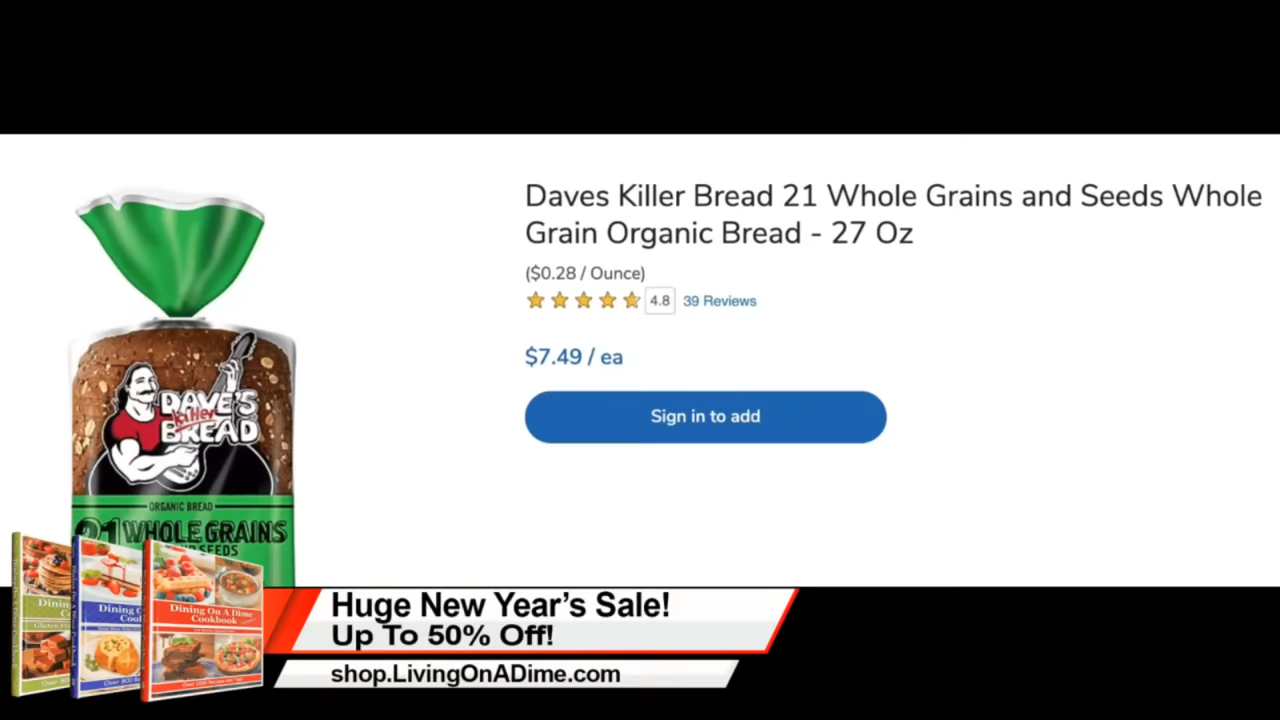 Daves Killer Bread 21 Whole Grains and Seeds Whole
Grain Organic Bread - 27 Oz
($0.28 / Ounce)
4.8 39 Reviews
$7.49 / ea
Sign in to add
DAVE'S
killer
BREAD
ORGANIC BREAD
21 WHOLE GRAINS
SEEDS
Dining On A Dime
Cookbook
Huge New Year's Sale!
Up To 50% Off!
shop.LivingOnADime.com